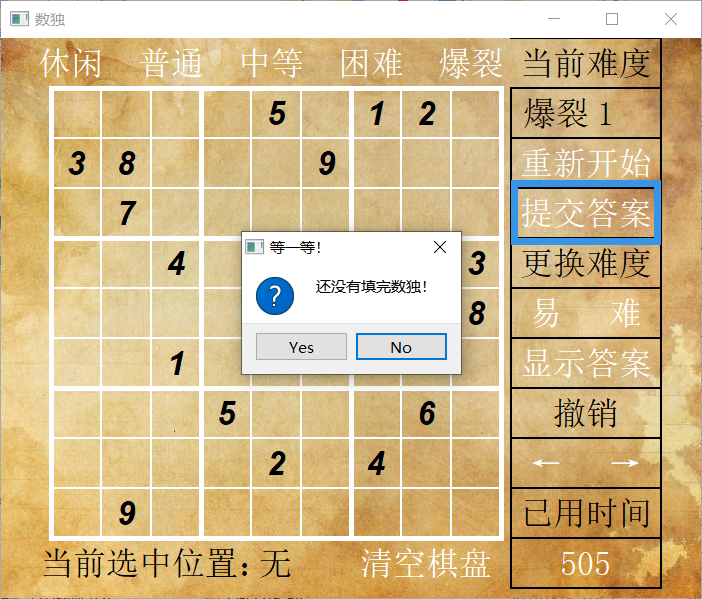 数独
休闲 普通 中等 困难 爆裂 当前难度
5 1 2 爆裂 1
3 8 9 重新开始
7 提交答案
等一等!
4 3 更换难度
还没有填完数独!
8 易 难
Yes No
1 显示答案
5 6 撤销
2 4 ← →
9 已用时间
当前选中位置:无 清空棋盘 505